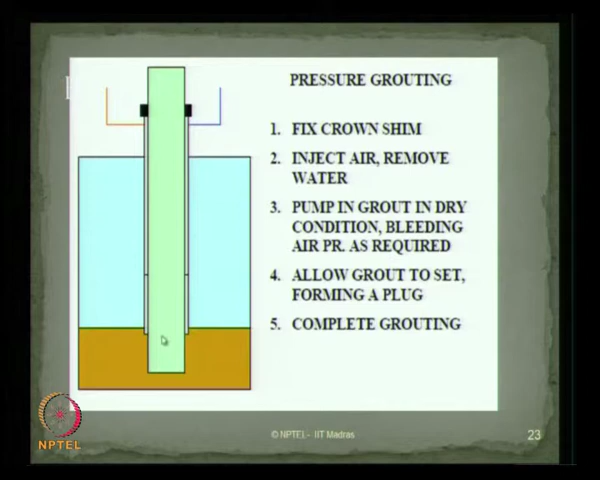 PRESSURE GROUTING
1. FIX CROWN SHIM
2. INJECT AIR, REMOVE
WATER
3. PUMP IN GROUT IN DRY
CONDITION, BLEEDING
AIR PR. AS REQUIRED
4. ALLOW GROUT TO SET,
FORMING A PLUG
5. COMPLETE GROUTING
NPTEL
© NPTEL - IIT Madras
23